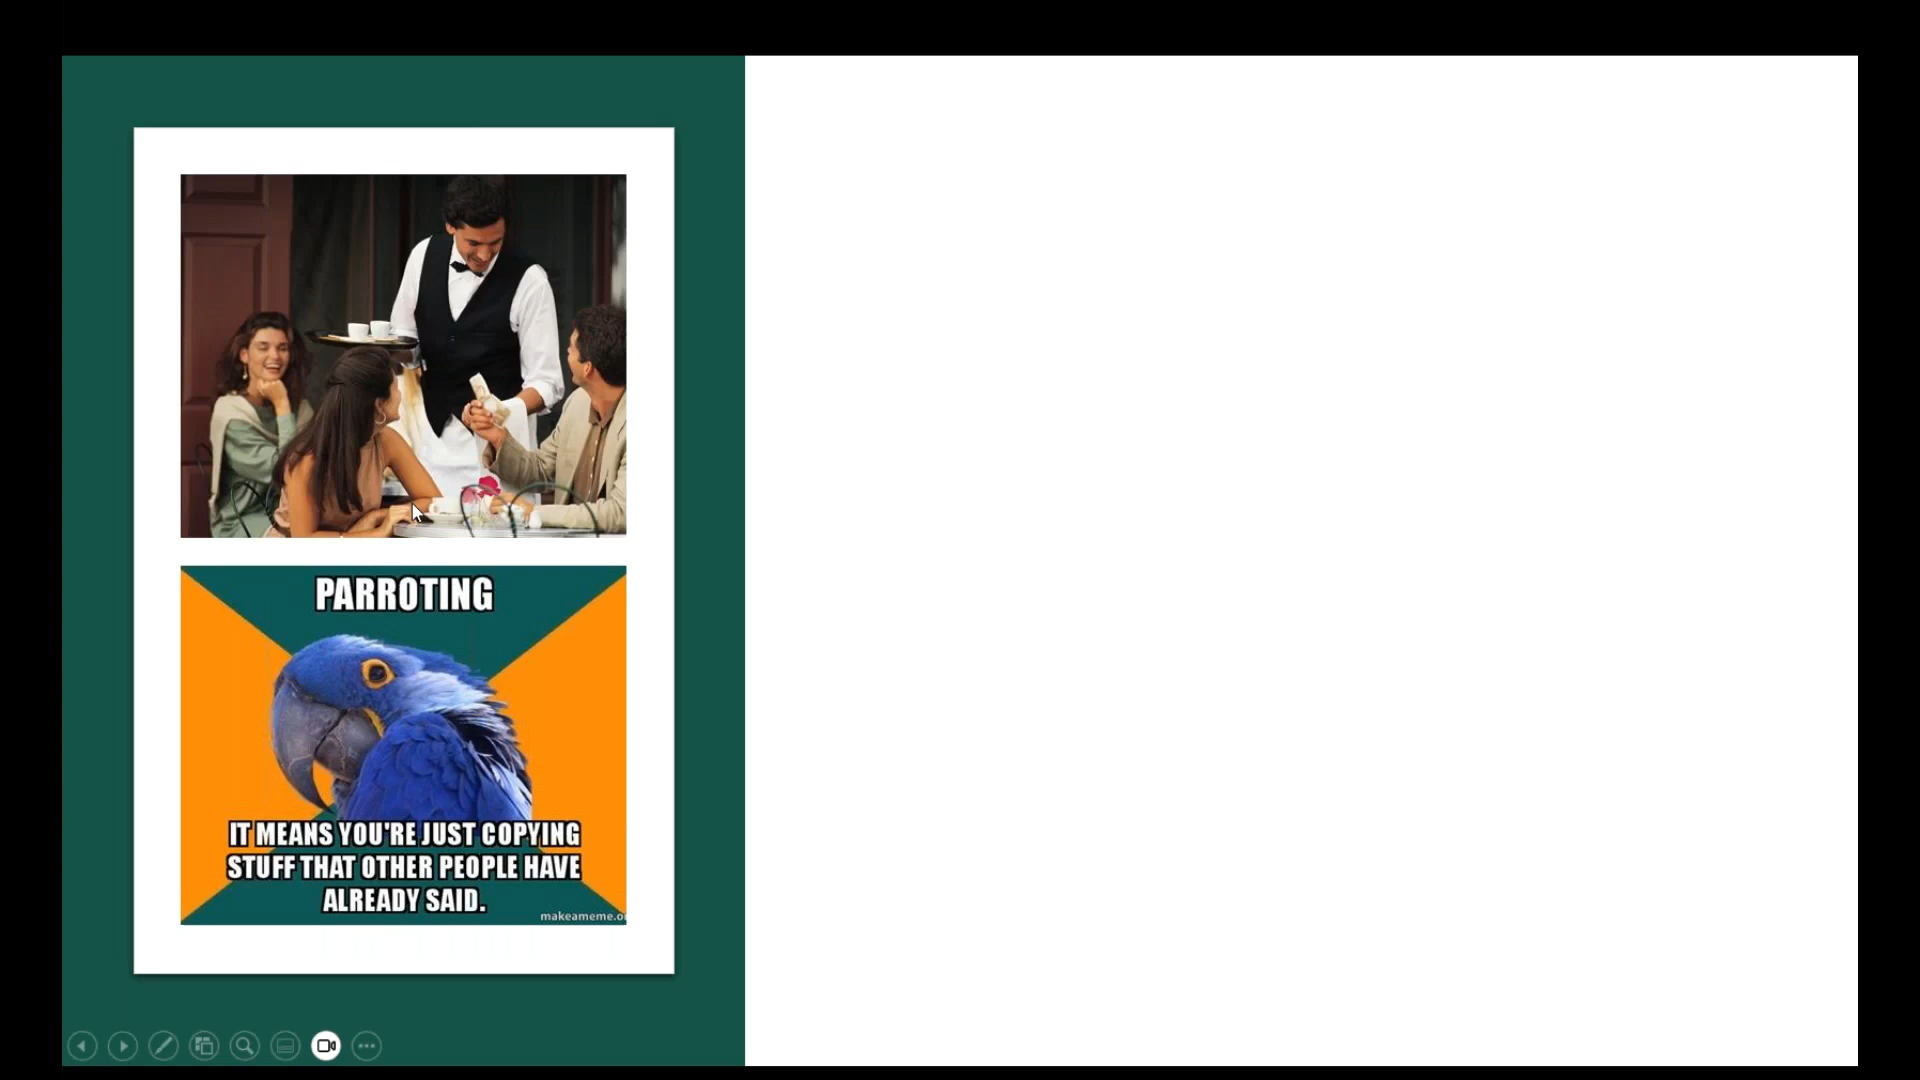 PARROTING
IT MEANS YOU'RE JUST COPYING
STUFF THAT OTHER PEOPLE HAVE
ALREADY SAID.
makeameme.o